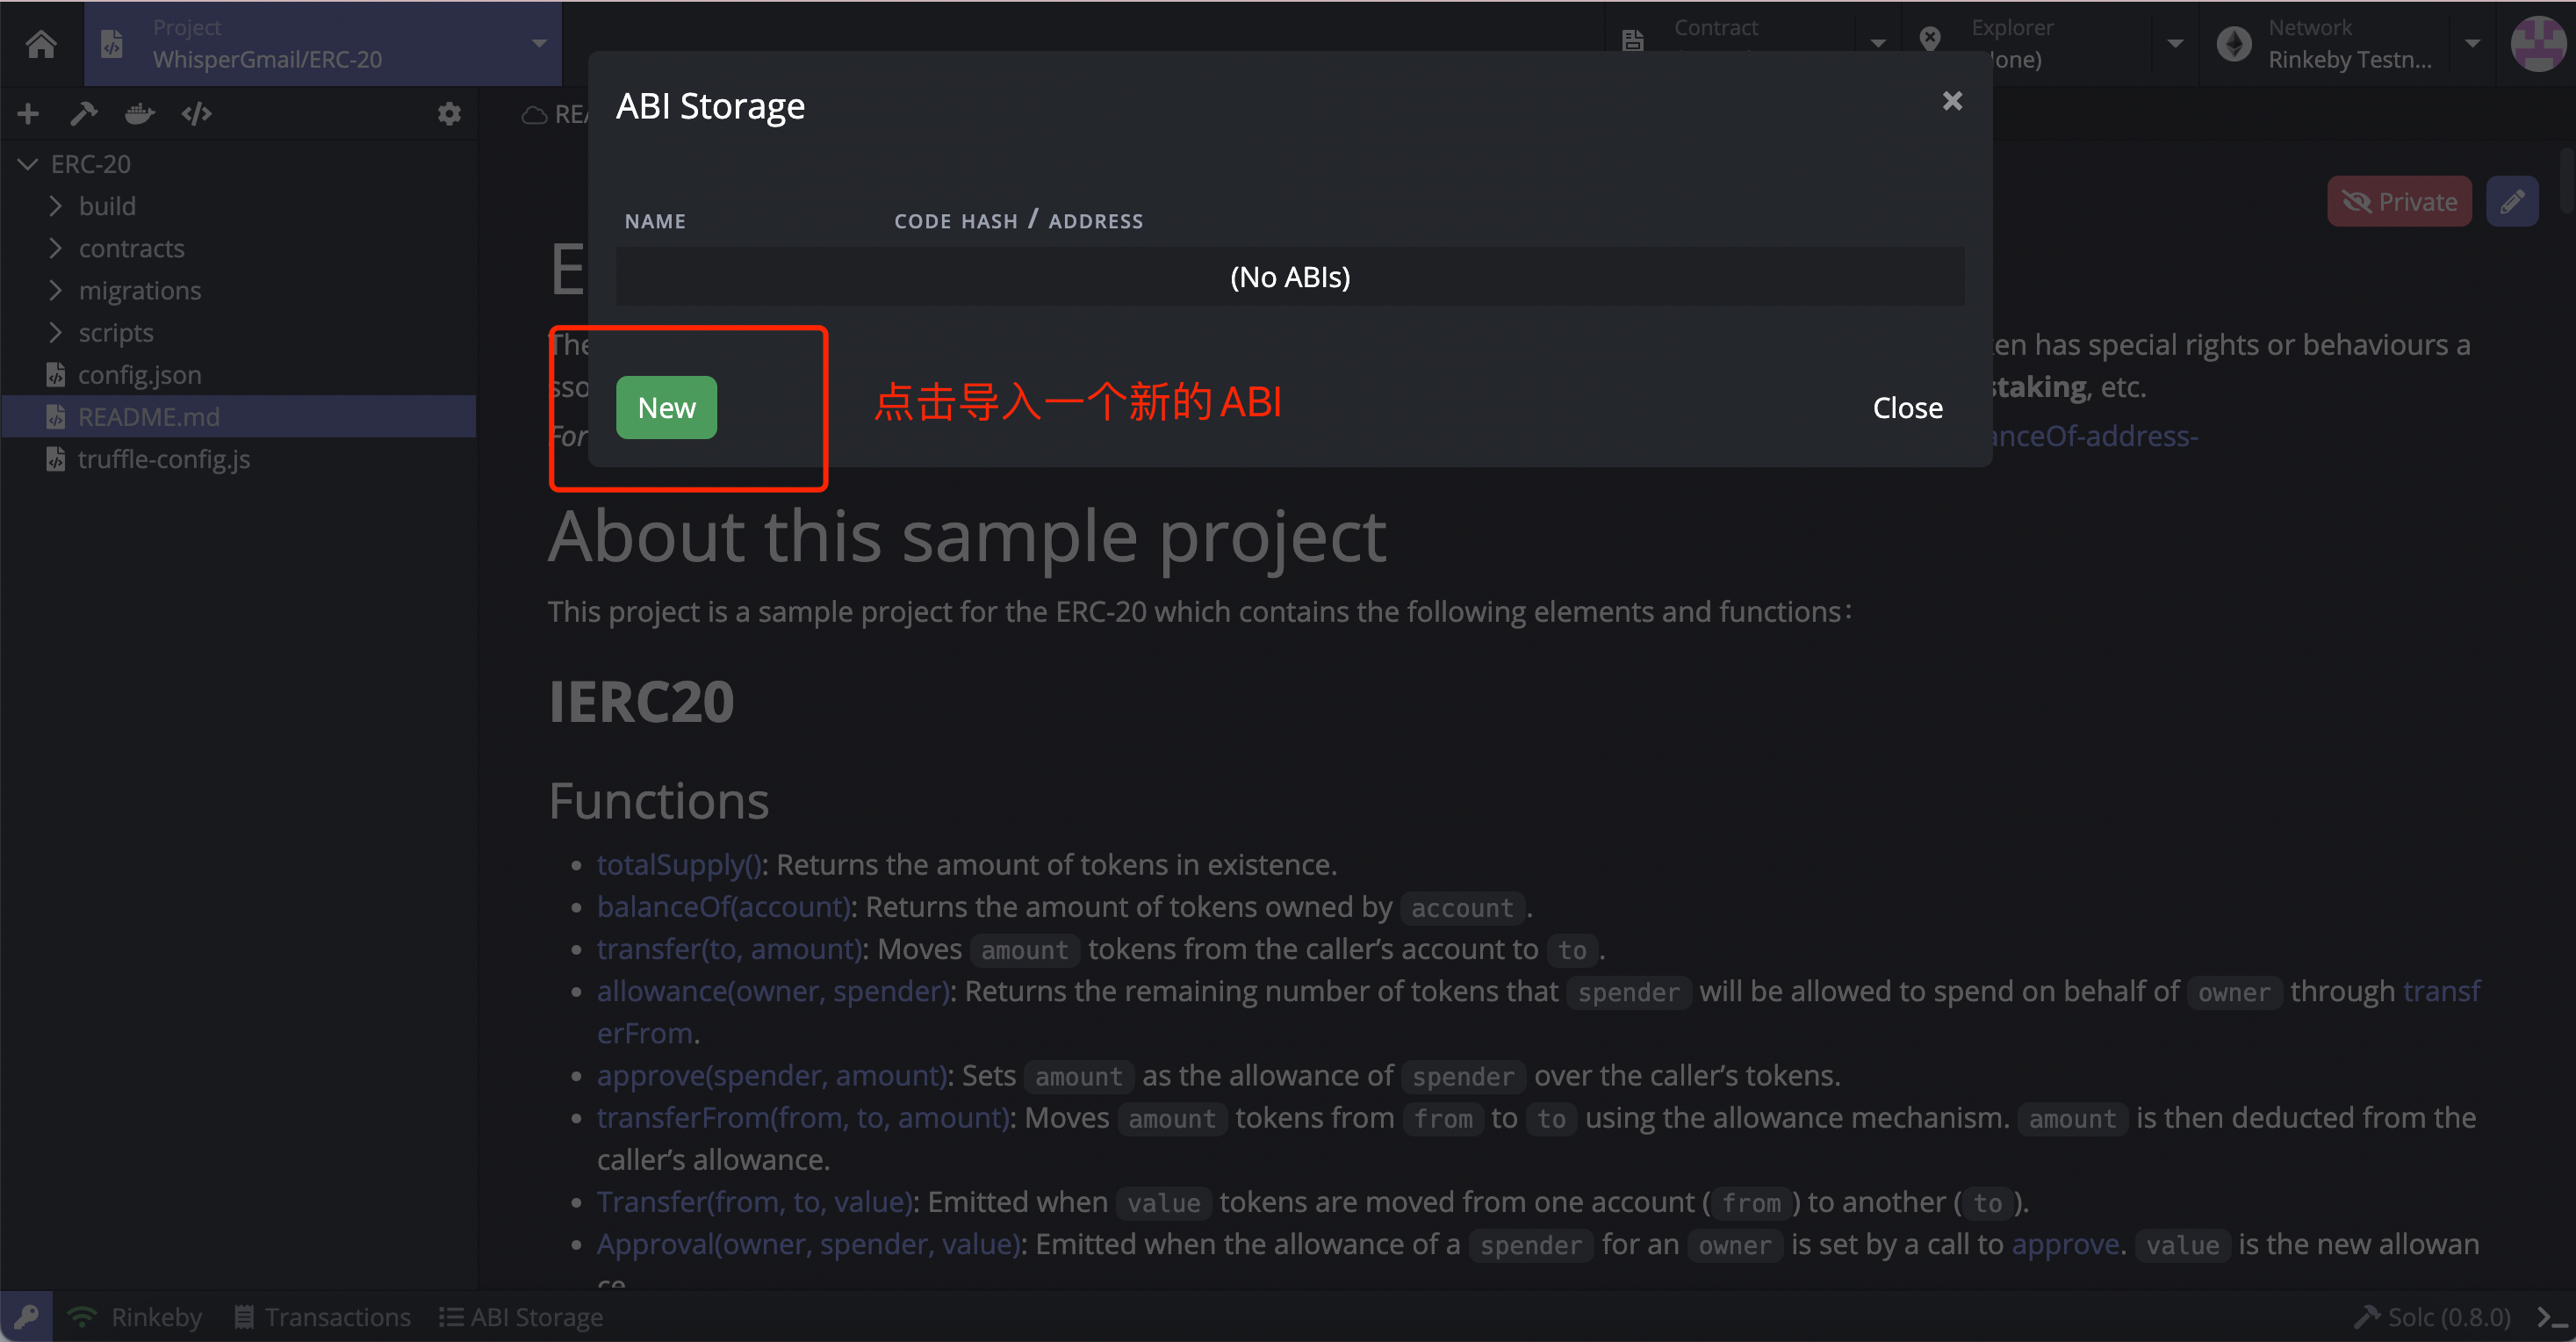 Project
WhisperGmail/ERC-20
Contract
Explorer
one)
Network
Rinkeby Testn...
ERC-20
build
contracts
migrations
scripts
config.json
README.md
truffle-config.js
REA
ABI Storage
NAME
CODE HASH / ADDRESS
(No ABIs)
New
点击导入一个新的ABI
Close
Private
E
The
ken has special rights or behaviours a
sso
staking, etc.
For
anceOf-address-
About this sample project
This project is a sample project for the ERC-20 which contains the following elements and functions：
IERC20
Functions
totalSupply(): Returns the amount of tokens in existence.
balanceOf(account): Returns the amount of tokens owned by account.
transfer(to, amount): Moves amount tokens from the caller’s account to to.
allowance(owner, spender): Returns the remaining number of tokens that spender will be allowed to spend on behalf of owner through transf
erFrom.
approve(spender, amount): Sets amount as the allowance of spender over the caller’s tokens.
transferFrom(from, to, amount): Moves amount tokens from from to to using the allowance mechanism. amount is then deducted from the
caller’s allowance.
Transfer(from, to, value): Emitted when value tokens are moved from one account (from) to another (to).
Approval(owner, spender, value): Emitted when the allowance of a spender for an owner is set by a call to approve. value is the new allowan
ce.
Rinkeby
Transactions
ABI Storage
Solc (0.8.0)